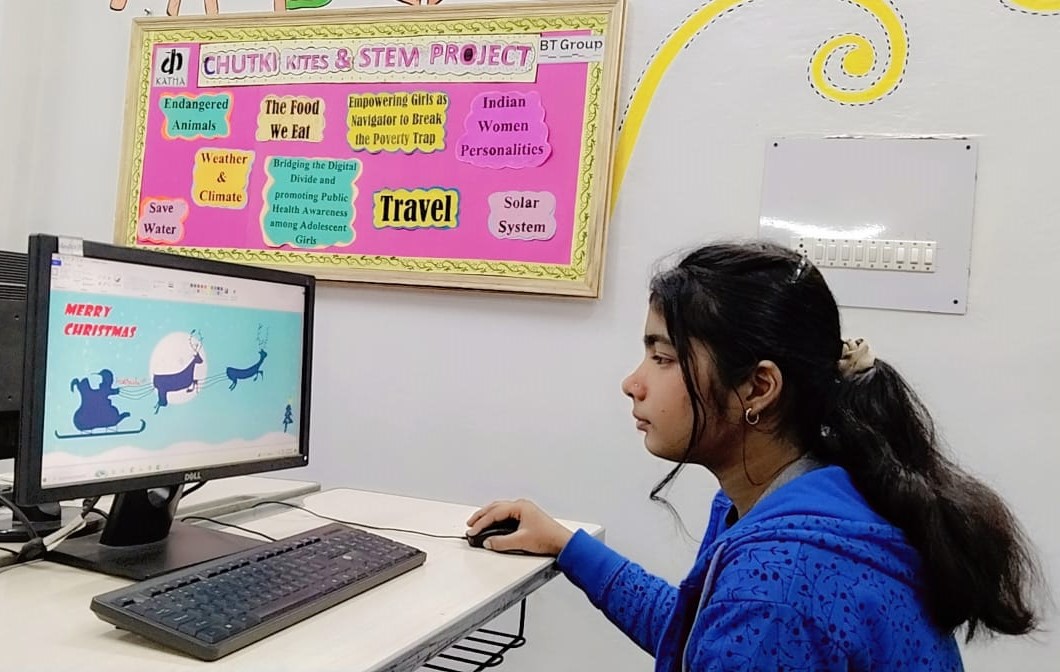 KATHA
CHUTKI KITES & STEM PROJECT
BT Group
Endangered
Animals
The Food
We Eat
Empowering Girls as
Navigator to Break
the Poverty Trap
Indian
Women
Personalities
Weather
&
Climate
Bridging the Digital
Divide and
promoting Public
Health Awareness
among Adolescent
Girls
Travel
Solar
System
Save
Water
MERRY
CHRISTMAS
DELL